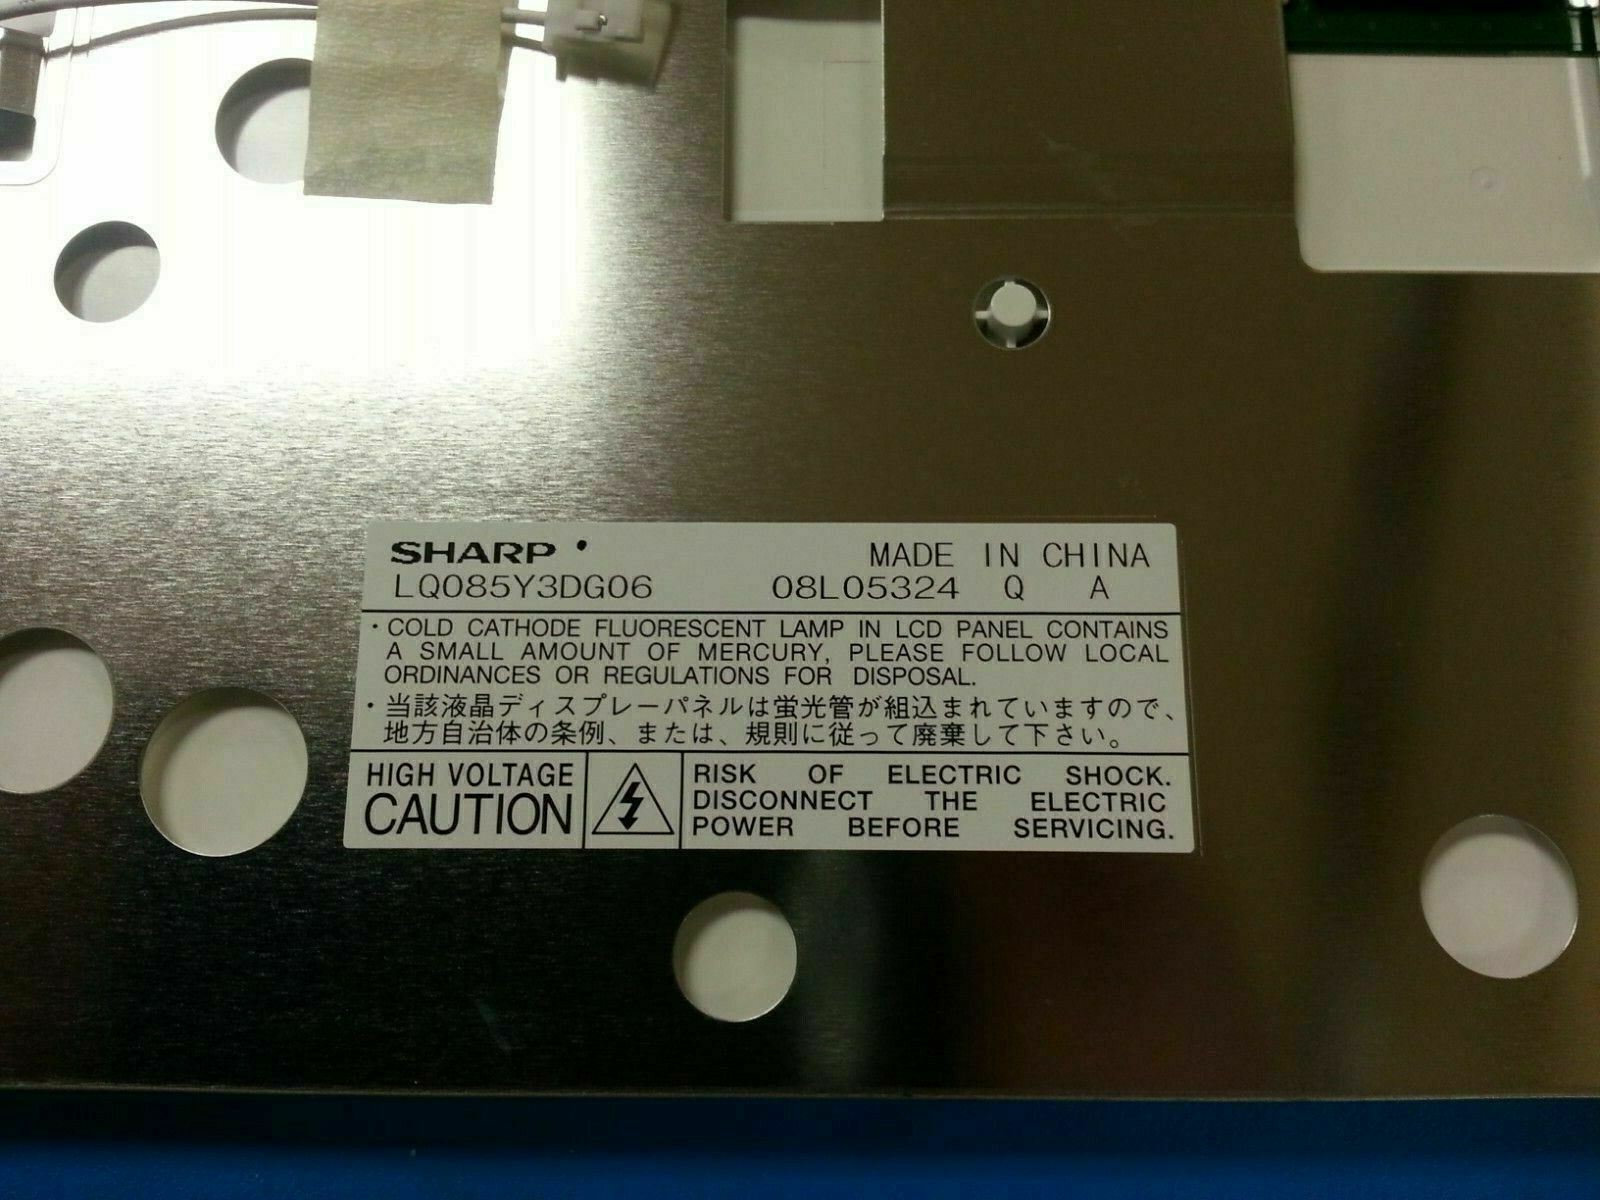 SHARP
MADE IN CHINA
LQ085Y3DG06 08L05324 Q A
・COLD CATHODE FLUORESCENT LAMP IN LCD PANEL CONTAINS
A SMALL AMOUNT OF MERCURY, PLEASE FOLLOW LOCAL
ORDINANCES OR REGULATIONS FOR DISPOSAL.
・当該液晶ディスプレーパネルは蛍光管が組込まれていますので、
地方自治体の条例、または、規則に従って廃棄して下さい。
HIGH VOLTAGE
CAUTION
RISK OF ELECTRIC SHOCK.
DISCONNECT THE ELECTRIC
POWER BEFORE SERVICING.